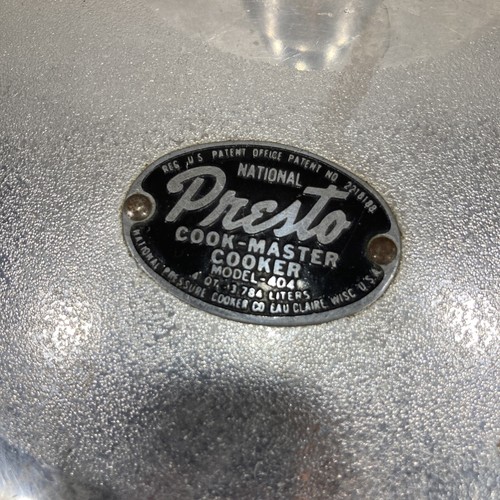 REG. U.S. PATENT OFFICE PATENT NO 2218188
NATIONAL
Presto
COOK-MASTER
COOKER
MODEL-404
4 QT. (3.784 LITERS)
NATIONAL PRESSURE COOKER CO EAU CLAIRE, WISC. U.S.A.